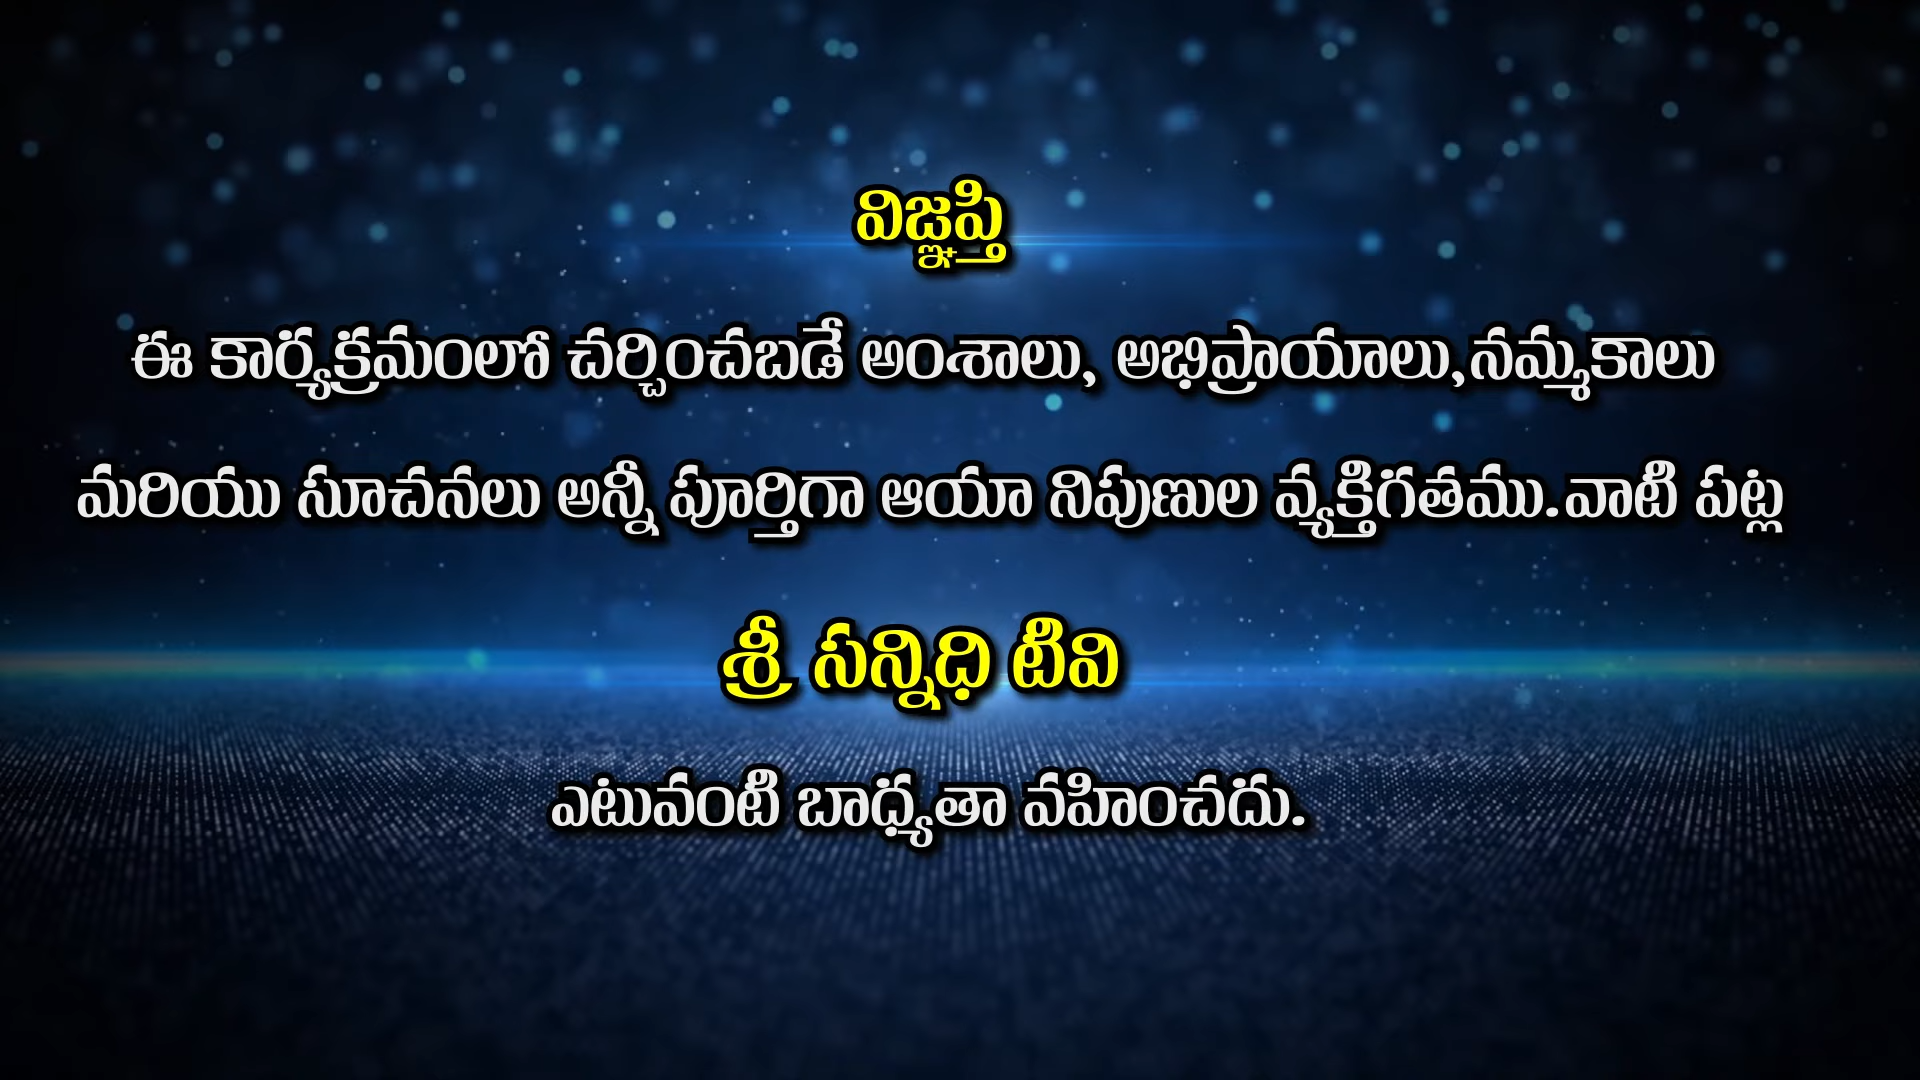 విజ్ఞప్తి
ఈ కార్యక్రమంలో చర్చించబడే అంశాలు, అభిప్రాయాలు,నమ్మకాలు
మరియు సూచనలు అన్నీ పూర్తిగా ఆయా నిపుణుల వ్యక్తిగతము.వాటి పట్ల
శ్రీ సన్నిధి టీవి
ఎటువంటి బాధ్యతా వహించదు.